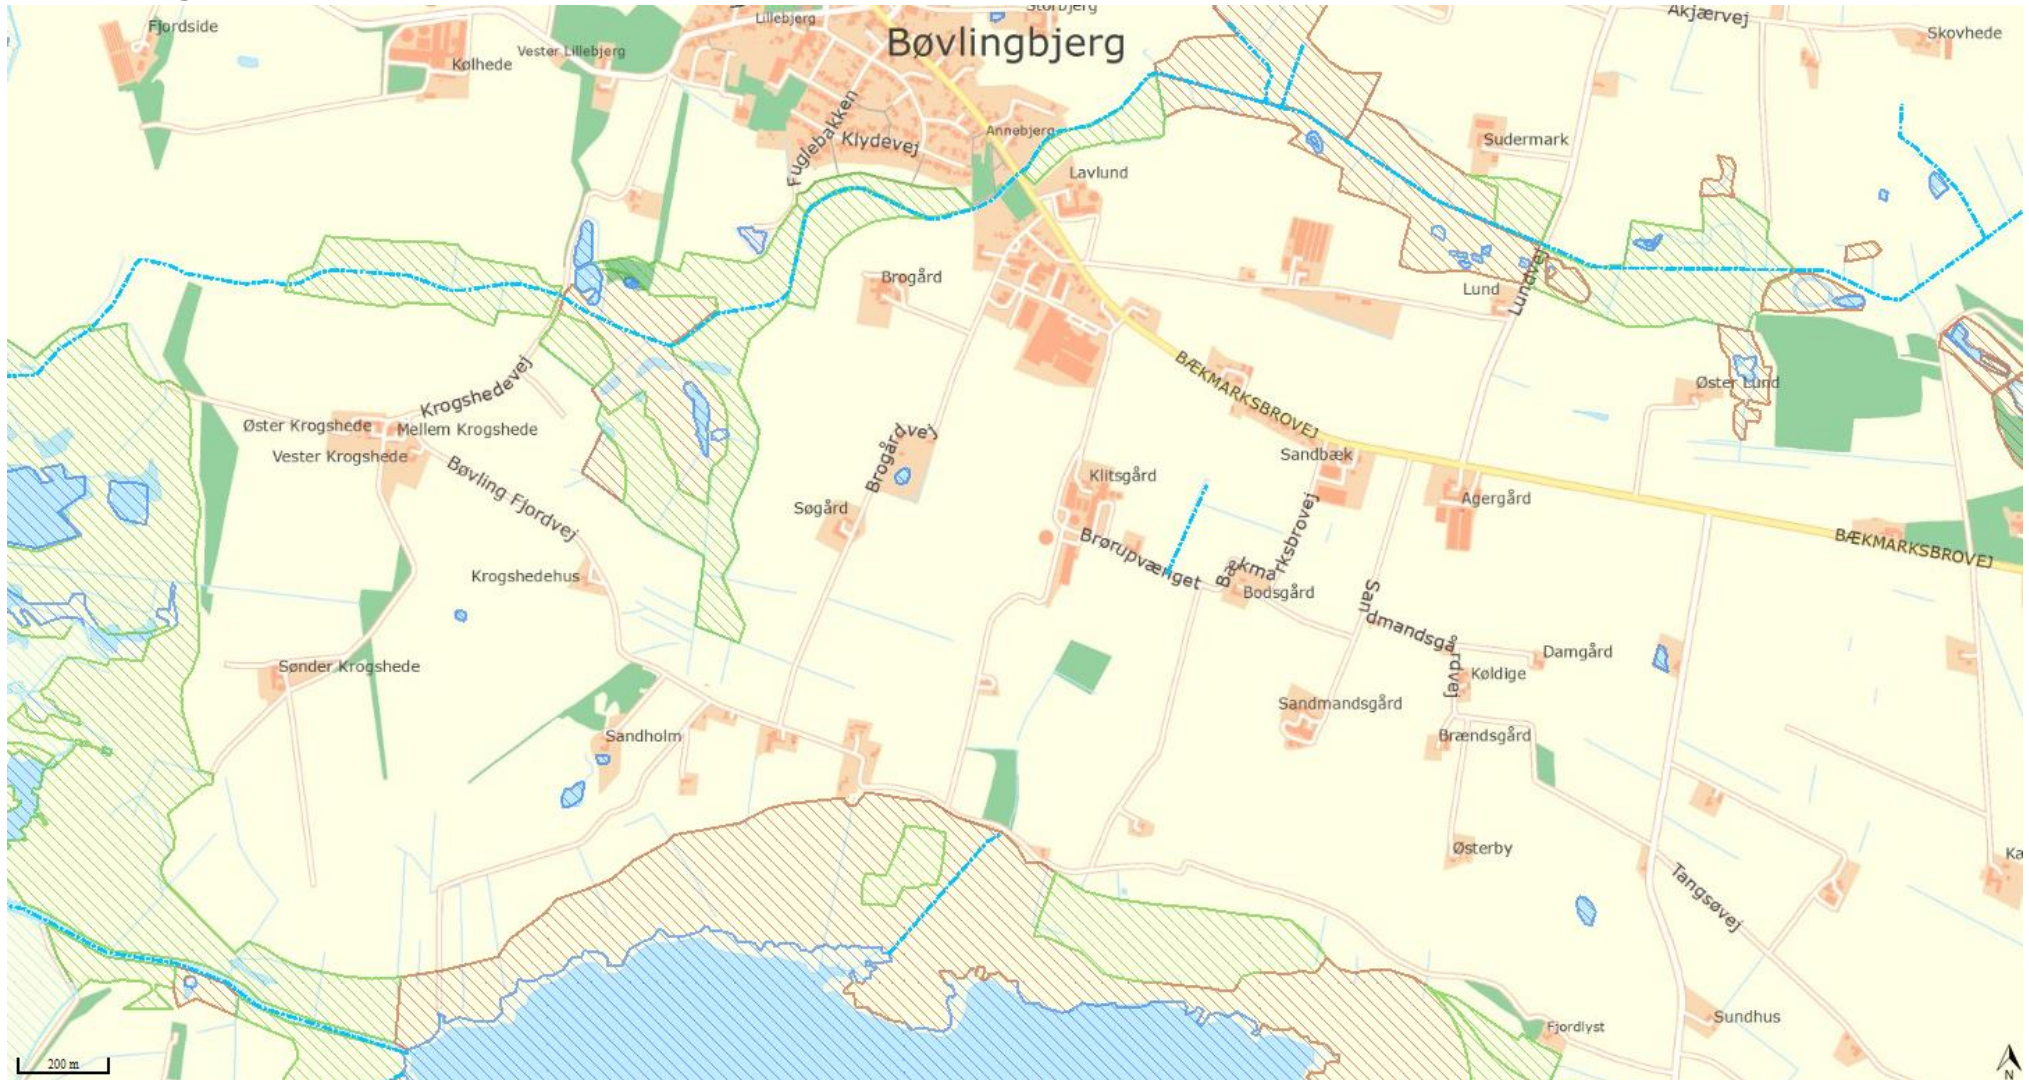 Storbjerg
Akjærvej
Lillebjerg
Fjordside
Skovhede
Bøvlingbjerg
Vester Lillebjerg
Kølhede
Fuglebakken
Klydevej
Annebjerg
Sudermark
Lavlund
Brogård
Lund
Lundvej
BÆKMARKSBROVEJ
Øster Lund
Krogshedevej
Øster Krogshede
Mellem Krogshede
Vester Krogshede
Brogårdvej
Sandbæk
Bøvling Fjordvej
Klitsgård
Agergård
Søgård
Bækmarksbrovej
BÆKMARKSBROVEJ
Brørupvænget
Krogshedehus
Bodsgård
Sandmandsgårdvej
Damgård
Sønder Krogshede
Køldige
Sandmandsgård
Sandholm
Brændsgård
Østerby
Kæ
Tangsøvej
Sundhus
Fjordlyst
200 m
N